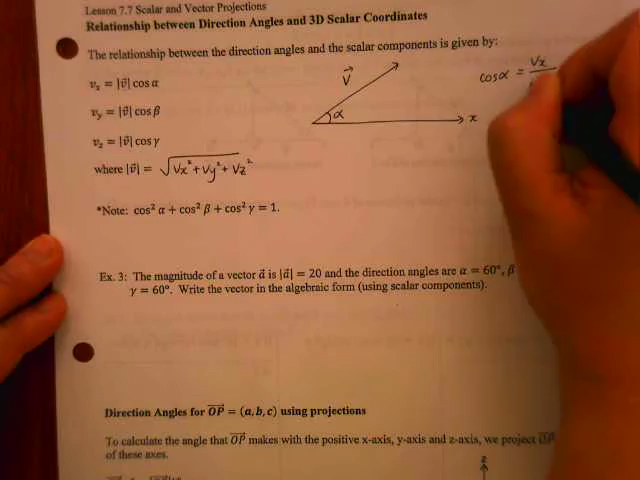 Lesson 7.7 Scalar and Vector Projections
Relationship between Direction Angles and 3D Scalar Coordinates
The relationship between the direction angles and the scalar components is given by:
vₓ = |v⃗| cos α
v⃗
cosα = Vx
α
x
v_y = |v⃗| cos β
v_z = |v⃗| cos γ
where |v⃗| = √(Vx² + Vy² + Vz²)
*Note: cos² α + cos² β + cos² γ = 1.
Ex. 3: The magnitude of a vector a⃗ is |a⃗| = 20 and the direction angles are α = 60°, β
γ = 60°. Write the vector in the algebraic form (using scalar components).
Direction Angles for OP⃗ = (a, b, c) using projections
To calculate the angle that OP⃗ makes with the positive x-axis, y-axis and z-axis, we project OP⃗
of these axes.
z